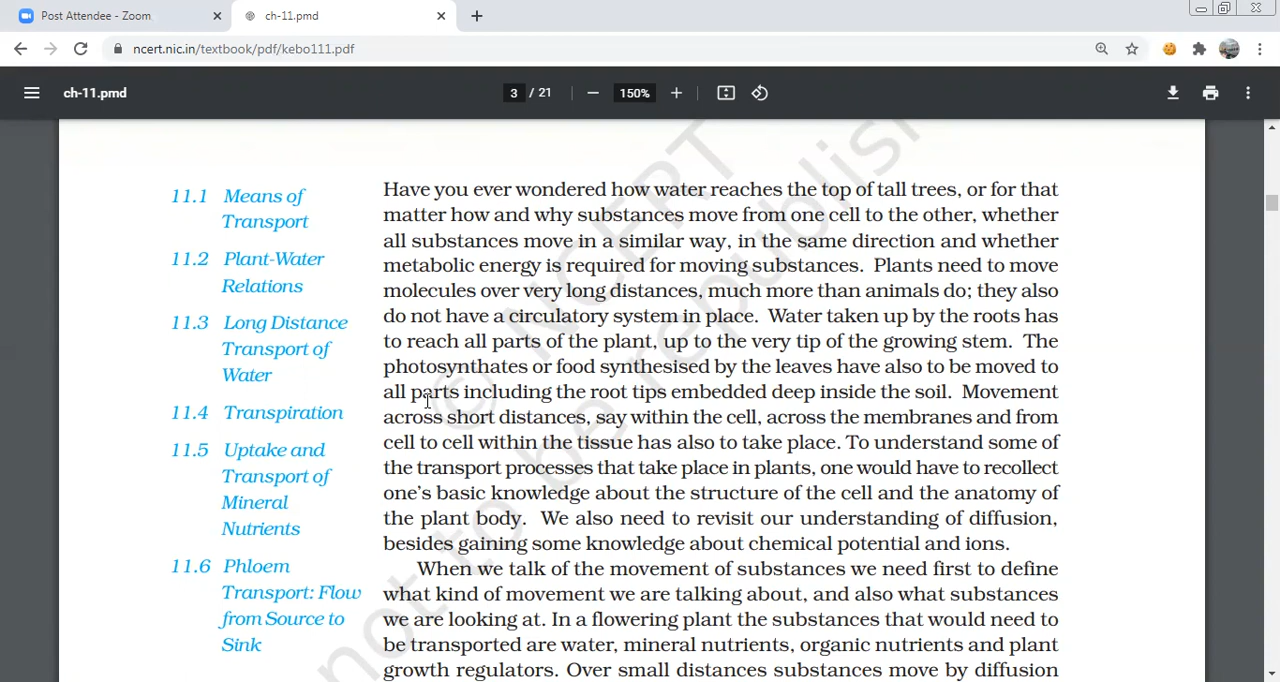 Post Attendee - Zoom
ch-11.pmd
ncert.nic.in/textbook/pdf/kebo111.pdf
ch-11.pmd
3 / 21
150%
11.1 Means of
Transport
11.2 Plant-Water
Relations
11.3 Long Distance
Transport of
Water
11.4 Transpiration
11.5 Uptake and
Transport of
Mineral
Nutrients
11.6 Phloem
Transport: Flow
from Source to
Sink
Have you ever wondered how water reaches the top of tall trees, or for that
matter how and why substances move from one cell to the other, whether
all substances move in a similar way, in the same direction and whether
metabolic energy is required for moving substances. Plants need to move
molecules over very long distances, much more than animals do; they also
do not have a circulatory system in place. Water taken up by the roots has
to reach all parts of the plant, up to the very tip of the growing stem. The
photosynthates or food synthesised by the leaves have also to be moved to
all parts including the root tips embedded deep inside the soil. Movement
across short distances, say within the cell, across the membranes and from
cell to cell within the tissue has also to take place. To understand some of
the transport processes that take place in plants, one would have to recollect
one's basic knowledge about the structure of the cell and the anatomy of
the plant body. We also need to revisit our understanding of diffusion,
besides gaining some knowledge about chemical potential and ions.
When we talk of the movement of substances we need first to define
what kind of movement we are talking about, and also what substances
we are looking at. In a flowering plant the substances that would need to
be transported are water, mineral nutrients, organic nutrients and plant
growth regulators. Over small distances substances move by diffusion
© NCERT
not to be republish